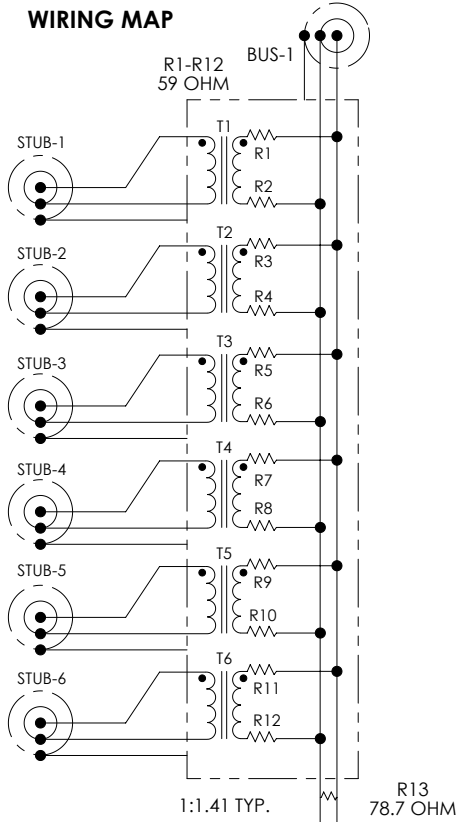 WIRING MAP
BUS-1
R1-R12
59 OHM
STUB-1
T1
R1
R2
STUB-2
T2
R3
R4
STUB-3
T3
R5
R6
STUB-4
T4
R7
R8
STUB-5
T5
R9
R10
STUB-6
T6
R11
R12
1:1.41 TYP.
R13
78.7 OHM